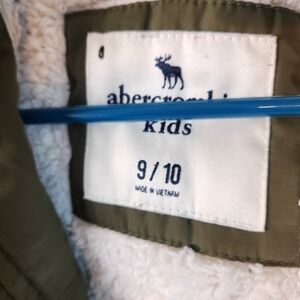 abercrombie
kids
9/10
MADE IN VIETNAM